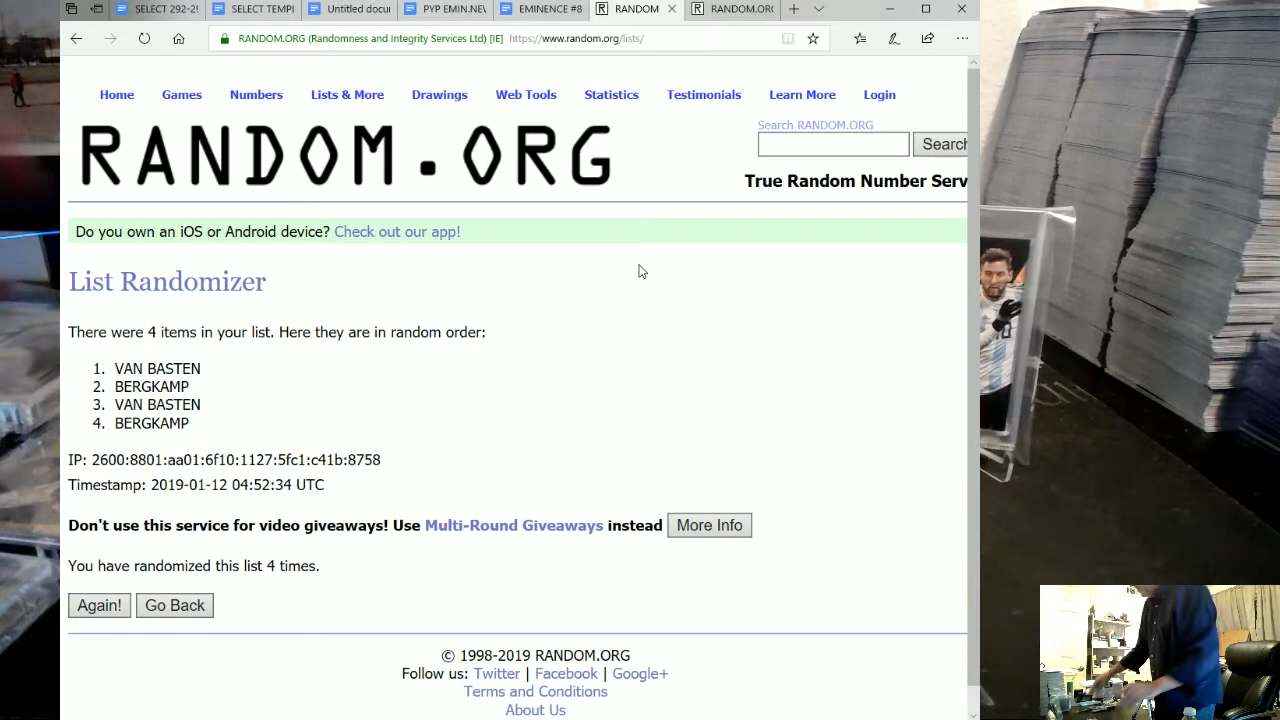 SELECT 292-29
SELECT TEMPL
Untitled docu
PYP EMIN.NEW
EMINENCE #8
RANDOM
RANDOM.ORG
RANDOM.ORG (Randomness and Integrity Services Ltd) [IE] https://www.random.org/lists/
Home Games Numbers Lists & More Drawings Web Tools Statistics Testimonials Learn More Login
RANDOM.ORG
Search RANDOM.ORG
Search
True Random Number Serv
Do you own an iOS or Android device? Check out our app!
List Randomizer
There were 4 items in your list. Here they are in random order:
1. VAN BASTEN
2. BERGKAMP
3. VAN BASTEN
4. BERGKAMP
IP: 2600:8801:aa01:6f10:1127:5fc1:c41b:8758
Timestamp: 2019-01-12 04:52:34 UTC
Don't use this service for video giveaways! Use Multi-Round Giveaways instead More Info
You have randomized this list 4 times.
Again! Go Back
© 1998-2019 RANDOM.ORG
Follow us: Twitter | Facebook | Google+
Terms and Conditions
About Us